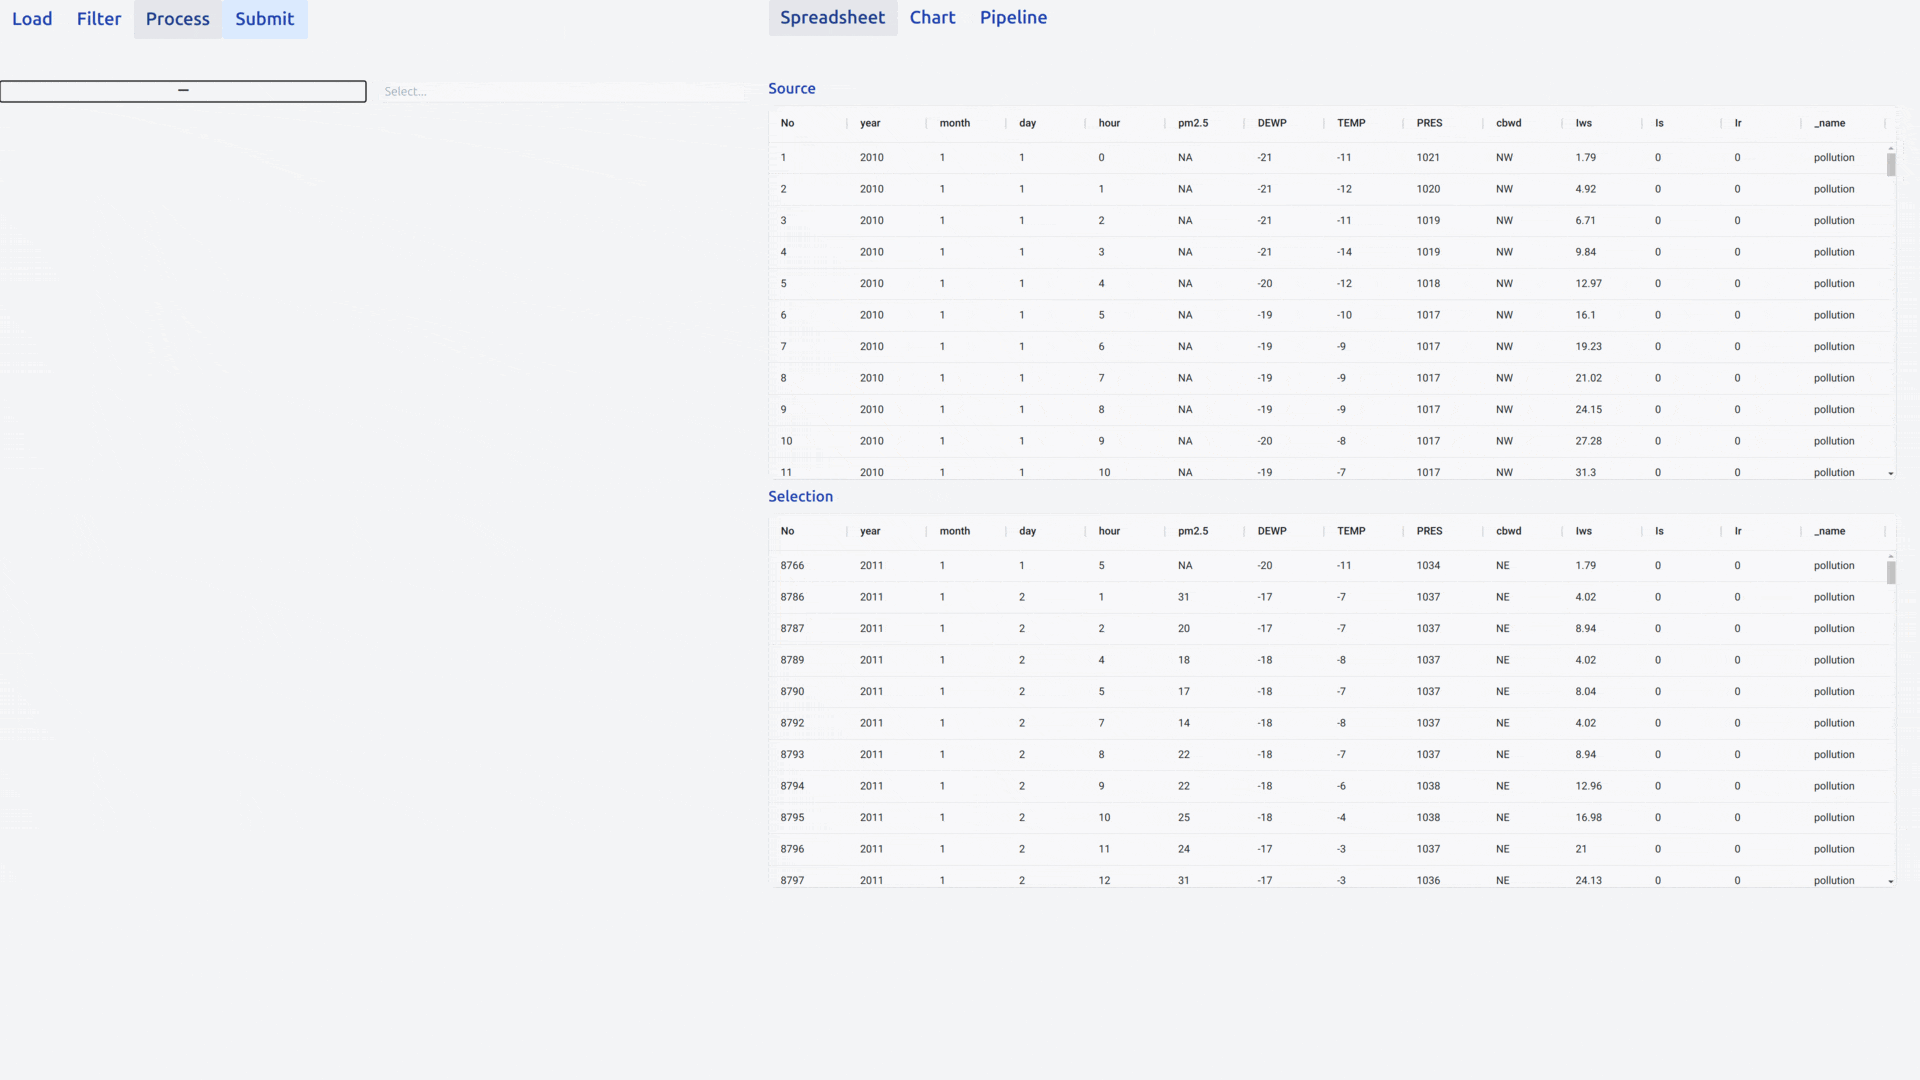 Load Filter Process Submit
Spreadsheet Chart Pipeline
—
Select...
Source
No year month day hour pm2.5 DEWP TEMP PRES cbwd Iws Is Ir _name
1 2010 1 1 0 NA -21 -11 1021 NW 1.79 0 0 pollution
2 2010 1 1 1 NA -21 -12 1020 NW 4.92 0 0 pollution
3 2010 1 1 2 NA -21 -11 1019 NW 6.71 0 0 pollution
4 2010 1 1 3 NA -21 -14 1019 NW 9.84 0 0 pollution
5 2010 1 1 4 NA -20 -12 1018 NW 12.97 0 0 pollution
6 2010 1 1 5 NA -19 -10 1017 NW 16.1 0 0 pollution
7 2010 1 1 6 NA -19 -9 1017 NW 19.23 0 0 pollution
8 2010 1 1 7 NA -19 -9 1017 NW 21.02 0 0 pollution
9 2010 1 1 8 NA -19 -9 1017 NW 24.15 0 0 pollution
10 2010 1 1 9 NA -20 -8 1017 NW 27.28 0 0 pollution
11 2010 1 1 10 NA -19 -7 1017 NW 31.3 0 0 pollution
Selection
No year month day hour pm2.5 DEWP TEMP PRES cbwd Iws Is Ir _name
8766 2011 1 1 5 NA -20 -11 1034 NE 1.79 0 0 pollution
8786 2011 1 2 1 31 -17 -7 1037 NE 4.02 0 0 pollution
8787 2011 1 2 2 20 -17 -7 1037 NE 8.94 0 0 pollution
8789 2011 1 2 4 18 -18 -8 1037 NE 4.02 0 0 pollution
8790 2011 1 2 5 17 -18 -7 1037 NE 8.04 0 0 pollution
8792 2011 1 2 7 14 -18 -8 1037 NE 4.02 0 0 pollution
8793 2011 1 2 8 22 -18 -7 1037 NE 8.94 0 0 pollution
8794 2011 1 2 9 22 -18 -6 1038 NE 12.96 0 0 pollution
8795 2011 1 2 10 25 -18 -4 1038 NE 16.98 0 0 pollution
8796 2011 1 2 11 24 -17 -3 1037 NE 21 0 0 pollution
8797 2011 1 2 12 31 -17 -3 1036 NE 24.13 0 0 pollution